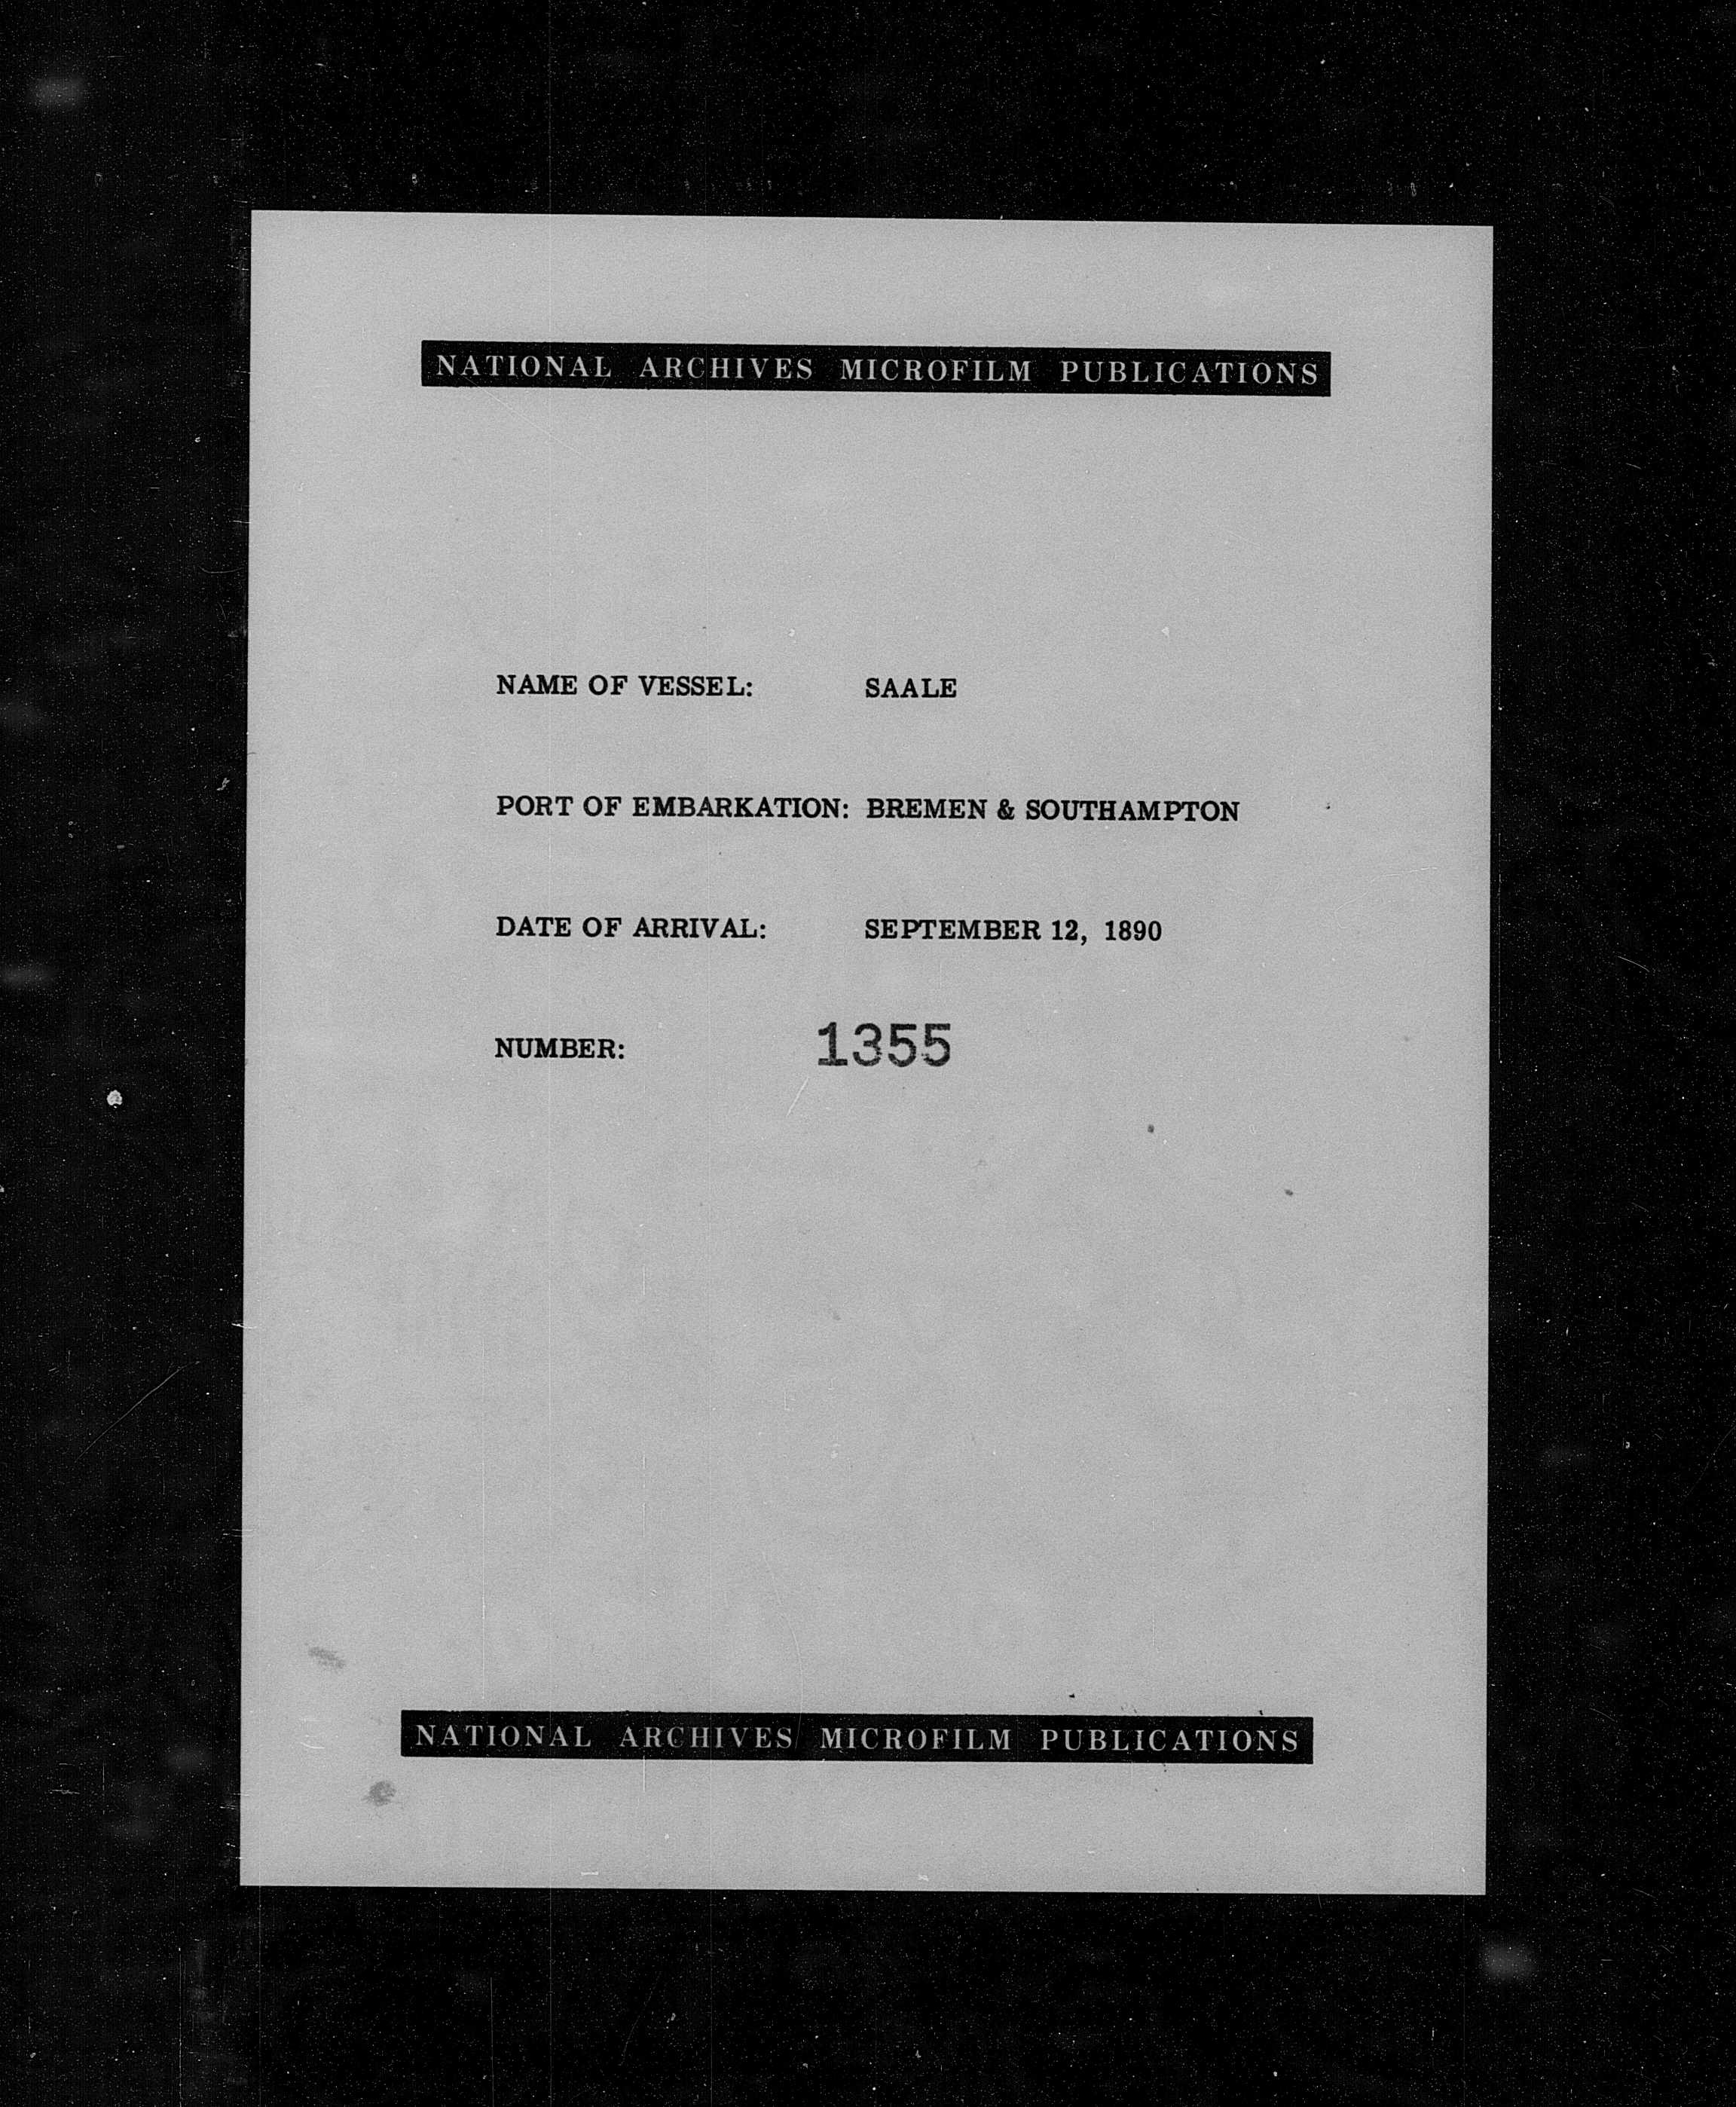 NATIONAL ARCHIVES MICROFILM PUBLICATIONS
NAME OF VESSEL: SAALE
PORT OF EMBARKATION: BREMEN & SOUTHAMPTON
DATE OF ARRIVAL: SEPTEMBER 12, 1890
NUMBER: 1355
NATIONAL ARCHIVES MICROFILM PUBLICATIONS